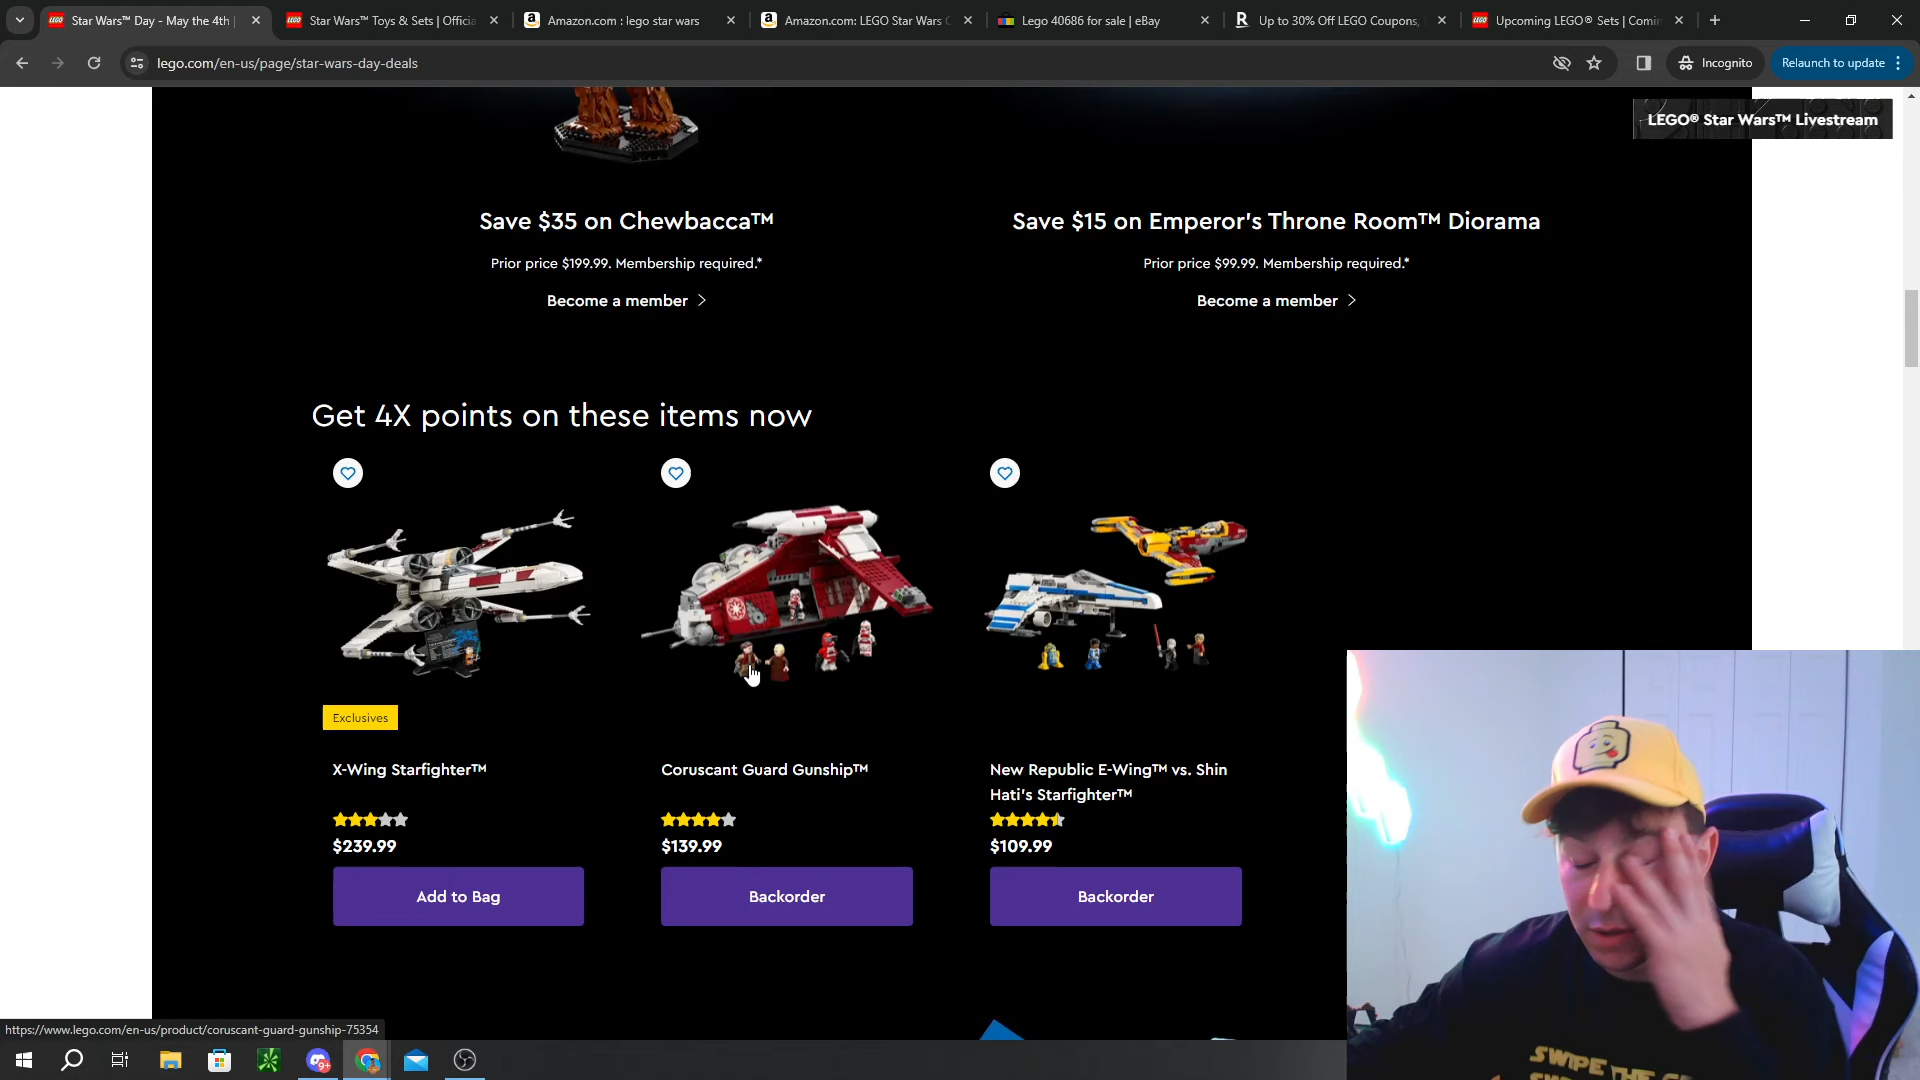 Star Wars™ Day - May the 4th
Star Wars™ Toys & Sets | Officia
Amazon.com : lego star wars
Amazon.com: LEGO Star Wars C
Lego 40686 for sale | eBay
Up to 30% Off LEGO Coupons,
Upcoming LEGO® Sets | Comin
lego.com/en-us/page/star-wars-day-deals
Incognito
Relaunch to update
LEGO® Star Wars™ Livestream
Save $35 on Chewbacca™
Save $15 on Emperor's Throne Room™ Diorama
Prior price $199.99. Membership required.*
Prior price $99.99. Membership required.*
Become a member
Become a member
Get 4X points on these items now
Exclusives
X-Wing Starfighter™
Coruscant Guard Gunship™
New Republic E-Wing™ vs. Shin
Hati's Starfighter™
$239.99
$139.99
$109.99
Add to Bag
Backorder
Backorder
https://www.lego.com/en-us/product/coruscant-guard-gunship-75354
9+
SWIPE THE